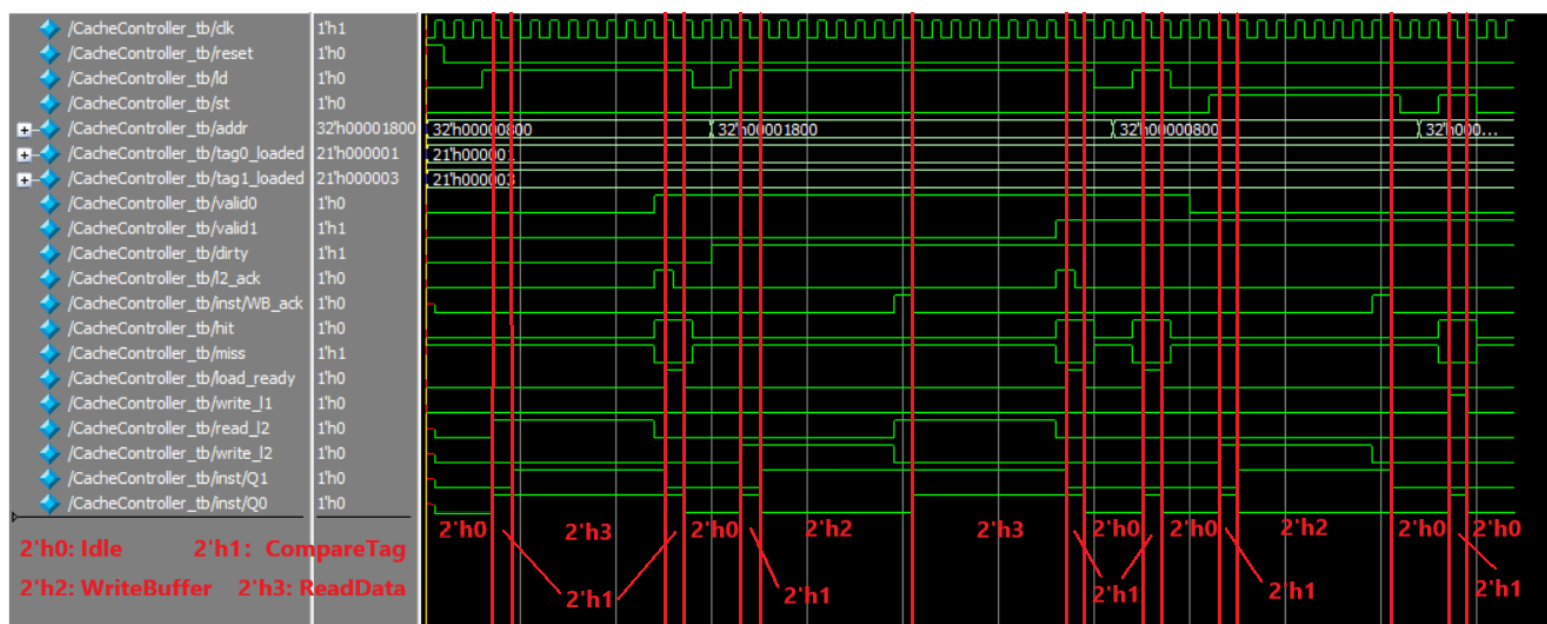 /CacheController_tb/clk 1'h1
/CacheController_tb/reset 1'h0
/CacheController_tb/ld 1'h0
/CacheController_tb/st 1'h0
/CacheController_tb/addr 32'h00001800 32'h00000800 32'h00001800 32'h00000800 32'h000...
/CacheController_tb/tag0_loaded 21'h000001 21'h000001
/CacheController_tb/tag1_loaded 21'h000003 21'h000003
/CacheController_tb/valid0 1'h0
/CacheController_tb/valid1 1'h1
/CacheController_tb/dirty 1'h1
/CacheController_tb/l2_ack 1'h0
/CacheController_tb/inst/WB_ack 1'h0
/CacheController_tb/hit 1'h0
/CacheController_tb/miss 1'h1
/CacheController_tb/load_ready 1'h0
/CacheController_tb/write_l1 1'h0
/CacheController_tb/read_l2 1'h0
/CacheController_tb/write_l2 1'h0
/CacheController_tb/inst/Q1 1'h0
/CacheController_tb/inst/Q0 1'h0
2'h0 2'h3 2'h0 2'h2 2'h3 2'h0 2'h0 2'h2 2'h0 2'h0
2'h0: Idle 2'h1: CompareTag
2'h2: WriteBuffer 2'h3: ReadData
2'h1 2'h1 2'h1 2'h1 2'h1